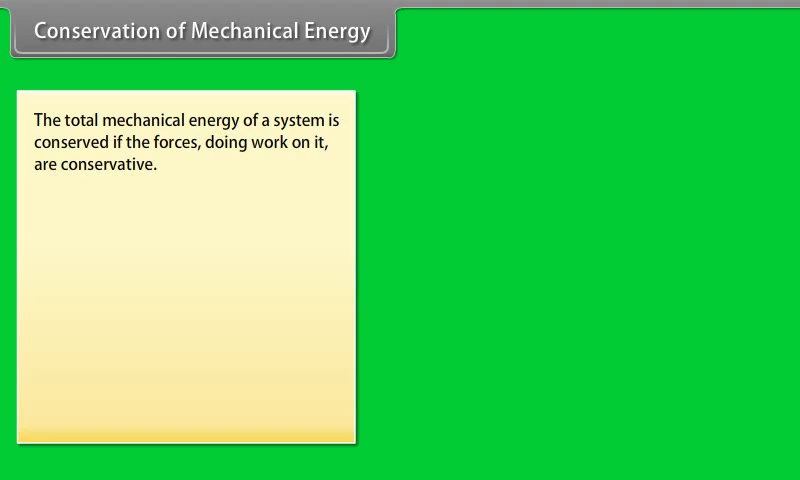 Conservation of Mechanical Energy
The total mechanical energy of a system is
conserved if the forces, doing work on it,
are conservative.